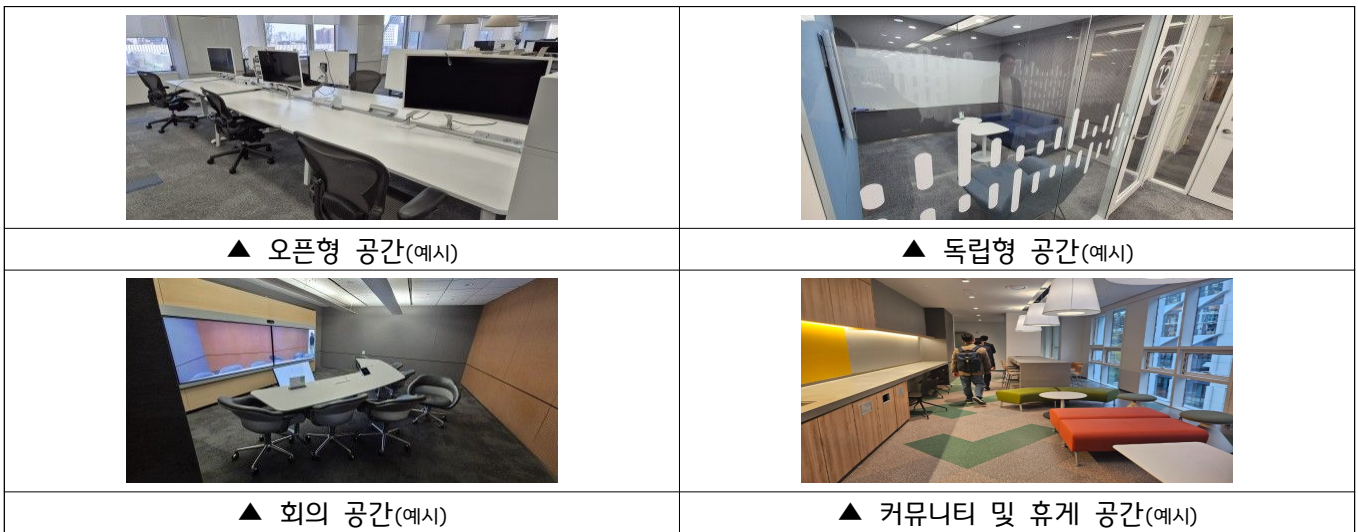 12
▲ 오픈형 공간(예시)
▲ 독립형 공간(예시)
▲ 회의 공간(예시)
▲ 커뮤니티 및 휴게 공간(예시)